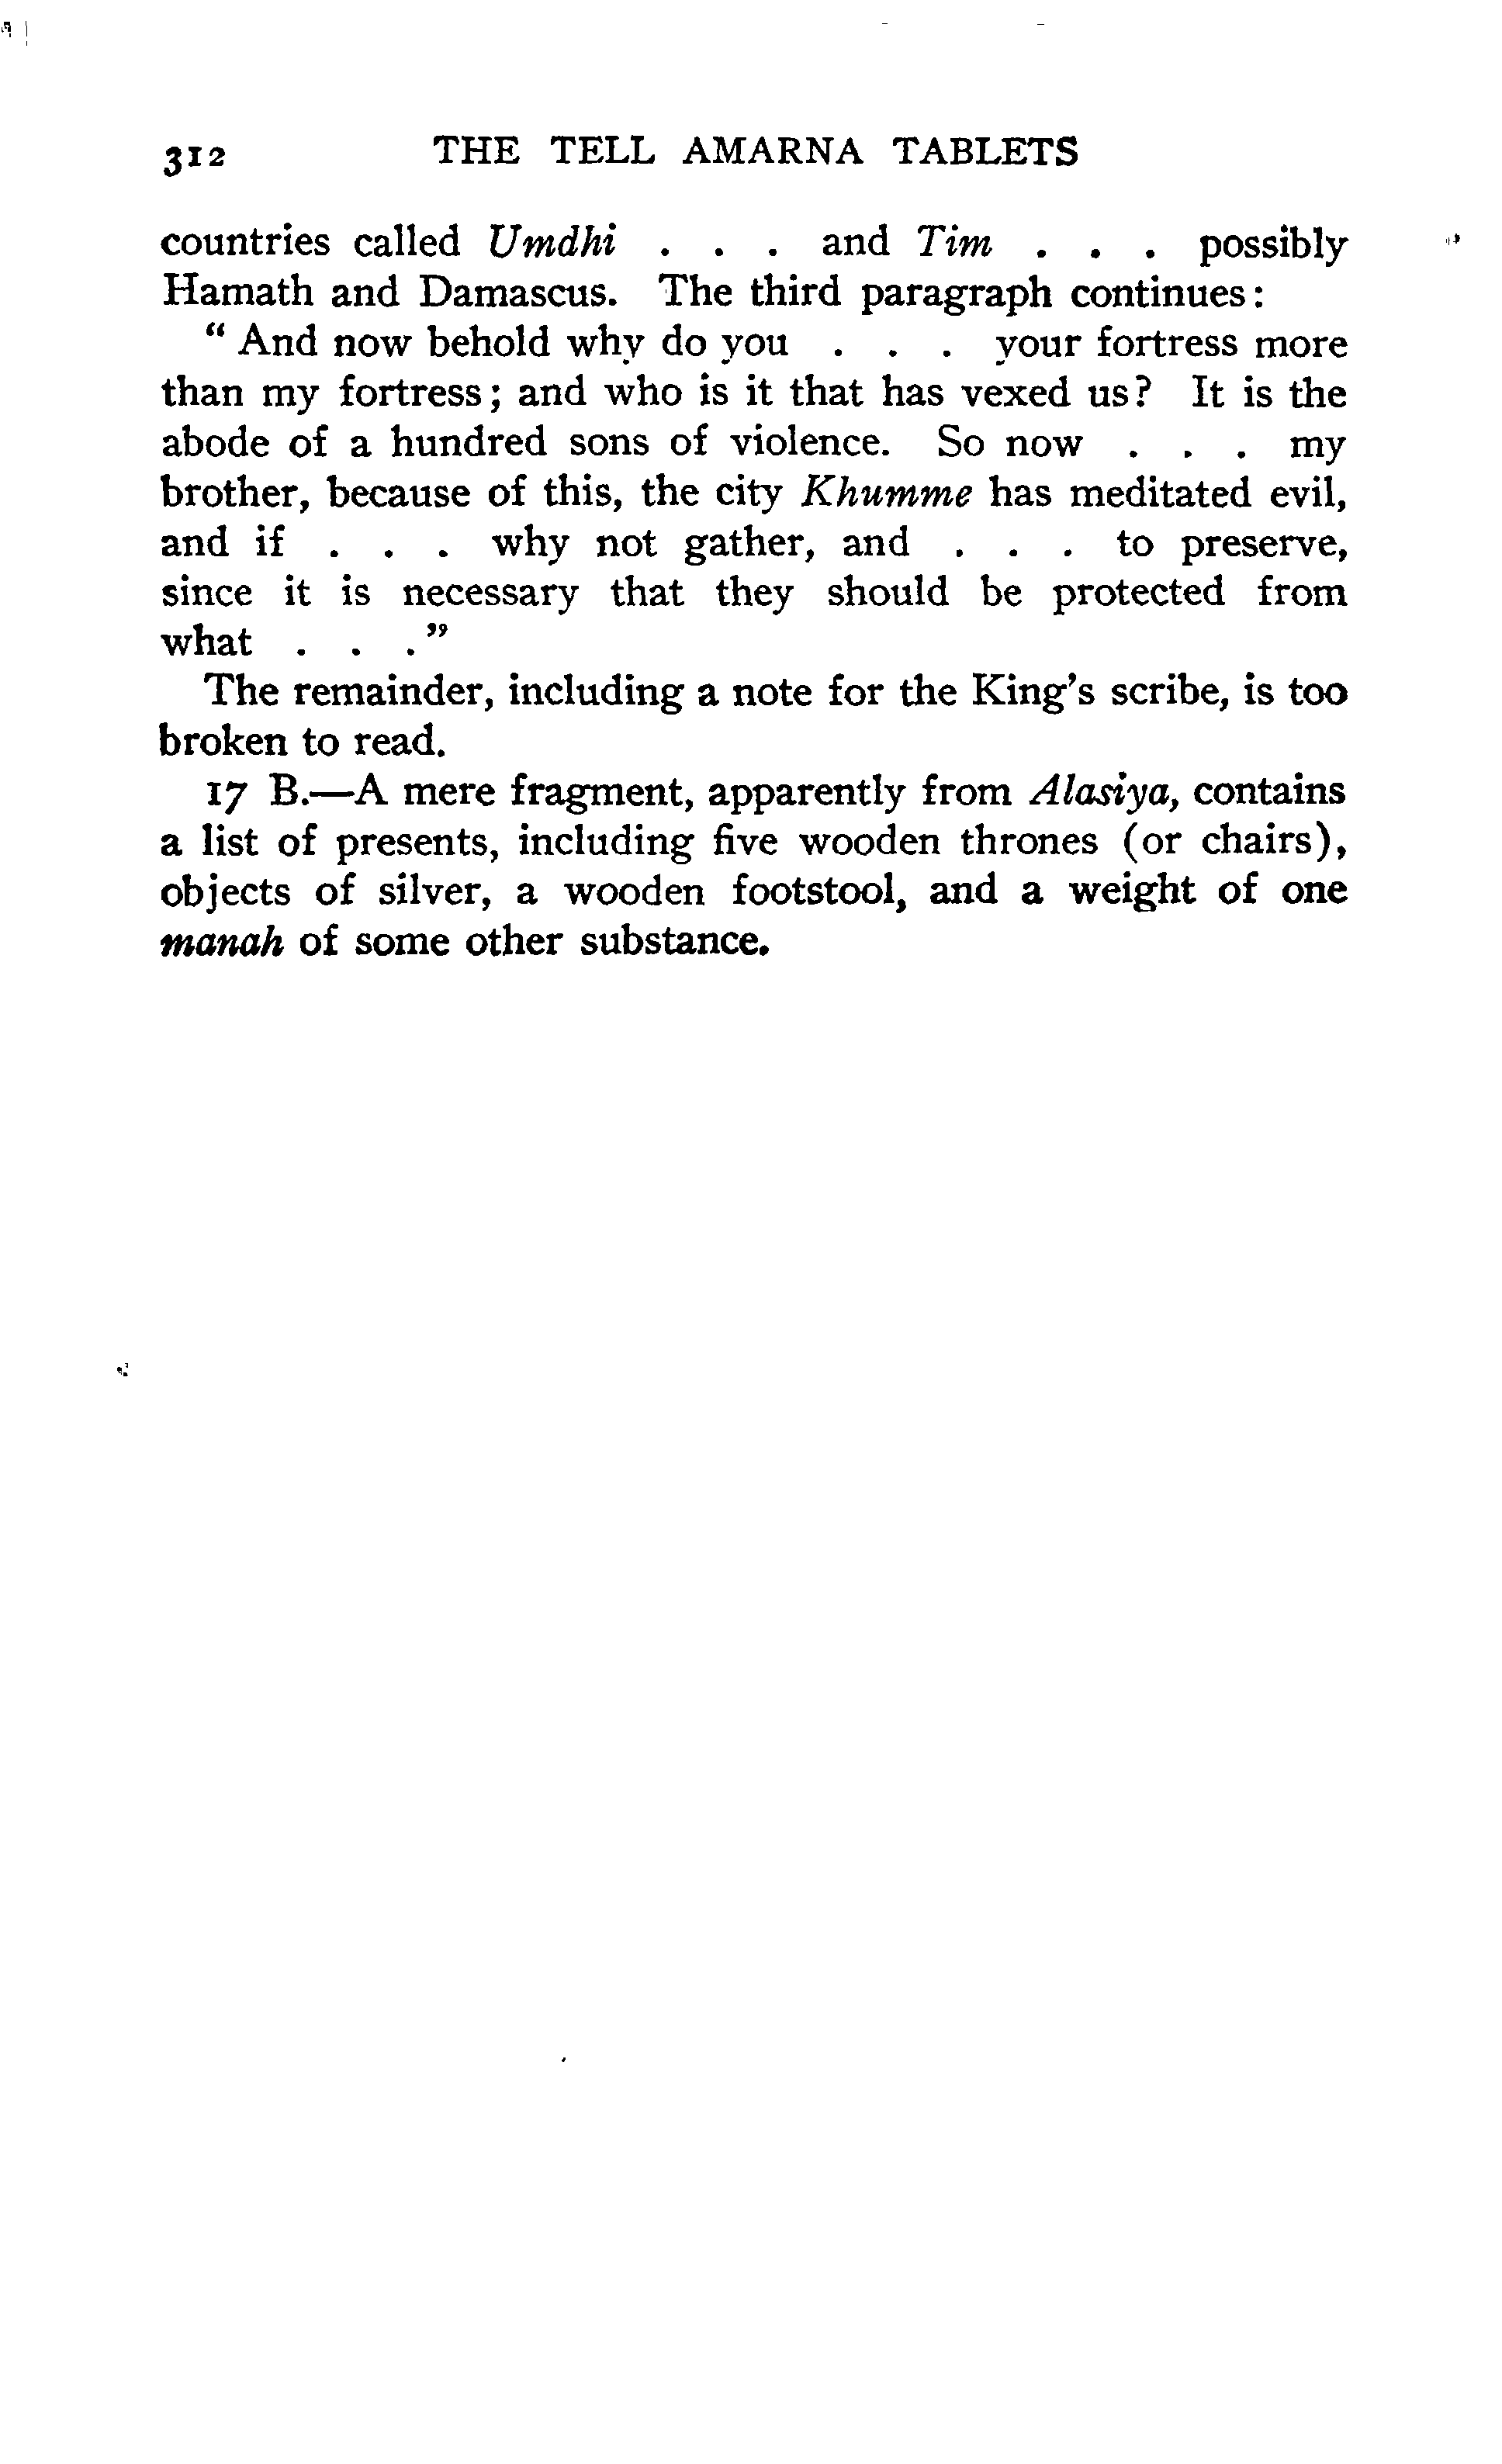 312 THE TELL AMARNA TABLETS
countries called Umdhi . . . and Tim . . . possibly
Hamath and Damascus. The third paragraph continues:
“ And now behold why do you . . . your fortress more
than my fortress; and who is it that has vexed us? It is the
abode of a hundred sons of violence. So now . . . my
brother, because of this, the city Khumme has meditated evil,
and if . . . why not gather, and . . . to preserve,
since it is necessary that they should be protected from
what . . .”
The remainder, including a note for the King’s scribe, is too
broken to read.
17 B.—A mere fragment, apparently from Alasiya, contains
a list of presents, including five wooden thrones (or chairs),
objects of silver, a wooden footstool, and a weight of one
manah of some other substance.